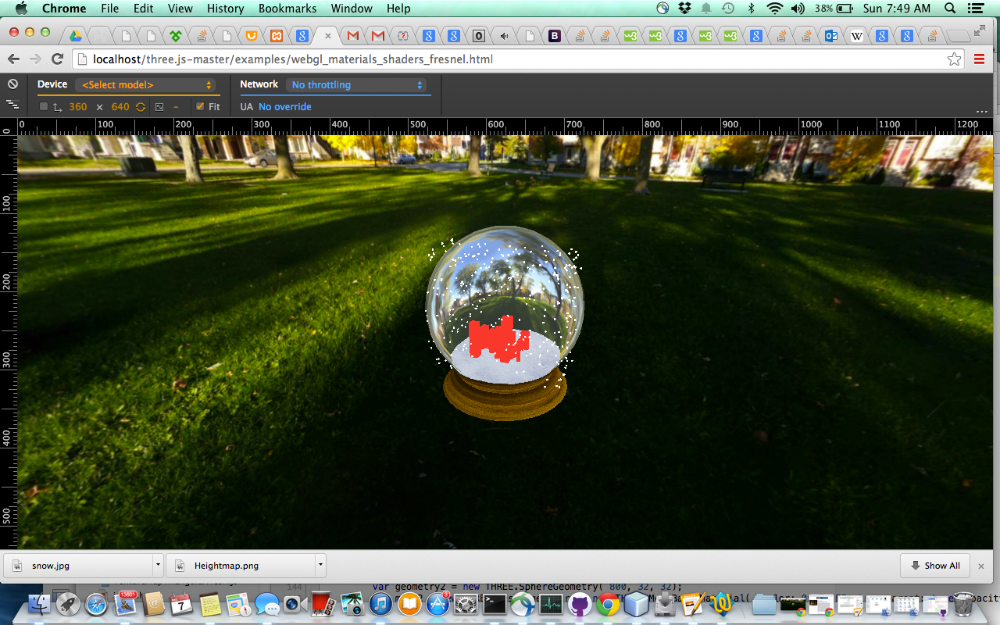 Chrome File Edit View History Bookmarks Window Help 38% Sun 7:49 AM
localhost/three.js-master/examples/webgl_materials_shaders_fresnel.html
Device <Select model> Network No throttling
360 × 640 – Fit UA No override
...
0 100 200 300 400 500 600 700 800 900 1000 1100 1200
0
100
200
300
400
500
snow.jpg Heightmap.png Show All
144 var geometry2 = new THREE.SphereGeometry( 800, 32, 32);
13601
7
3